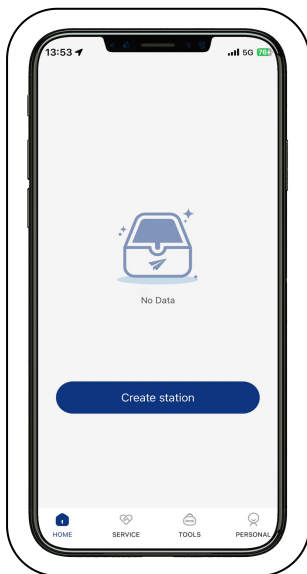 13:53
5G
No Data
Create station
HOME
SERVICE
TOOLS
PERSONAL